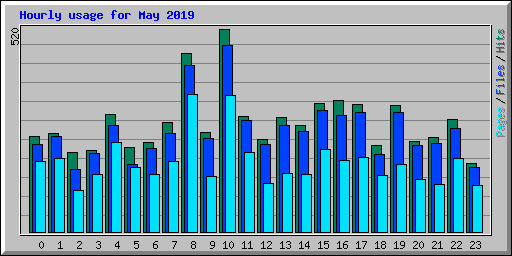 Hourly usage for May 2019
520
Pages/Files/Hits
0 1 2 3 4 5 6 7 8 9 10 11 12 13 14 15 16 17 18 19 20 21 22 23